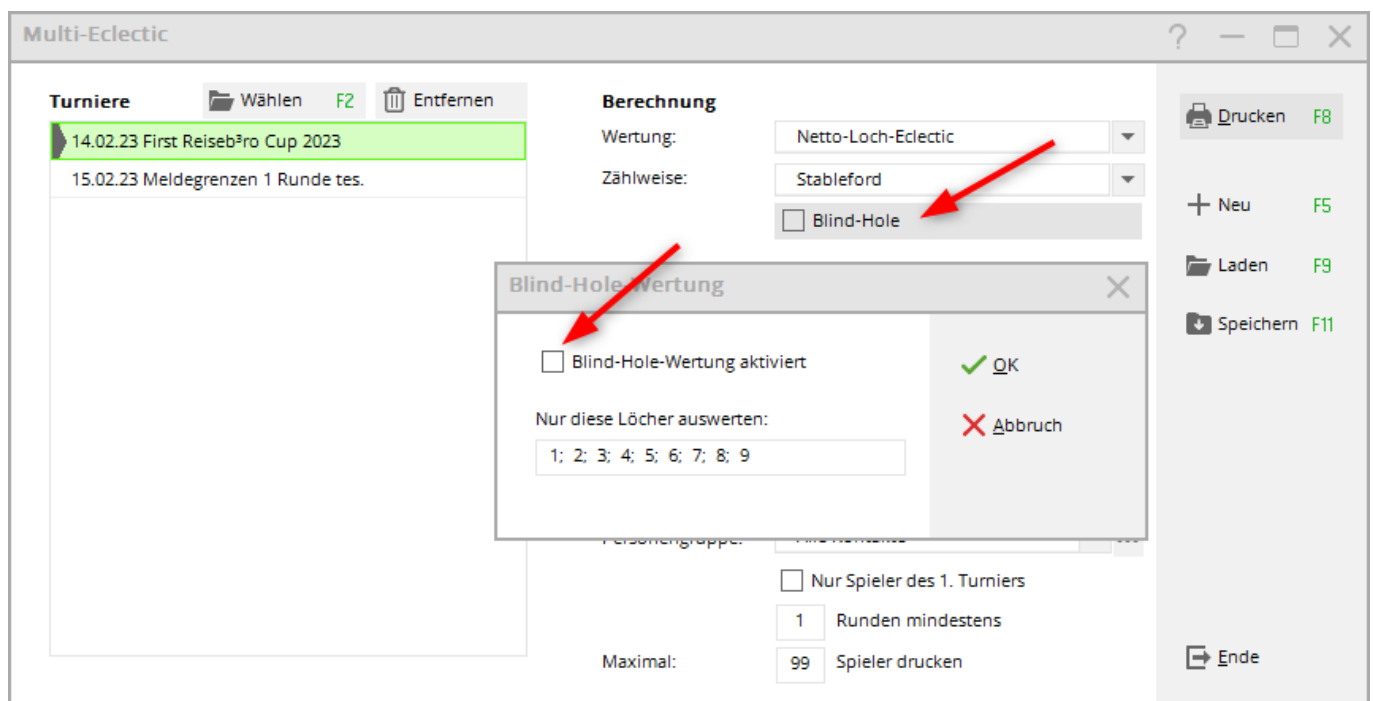 Multi-Eclectic
Turniere
Wählen F2
Entfernen
14.02.23 First Reiseb³ro Cup 2023
15.02.23 Meldegrenzen 1 Runde tes.
Berechnung
Wertung: Netto-Loch-Eclectic
Zählweise: Stableford
Blind-Hole
Blind-Hole-Wertung
Blind-Hole-Wertung aktiviert
Nur diese Löcher auswerten:
1; 2; 3; 4; 5; 6; 7; 8; 9
OK
Abbruch
Personengruppe: Alle Kontakte
Nur Spieler des 1. Turniers
1 Runden mindestens
Maximal: 99 Spieler drucken
Drucken F8
Neu F5
Laden F9
Speichern F11
Ende